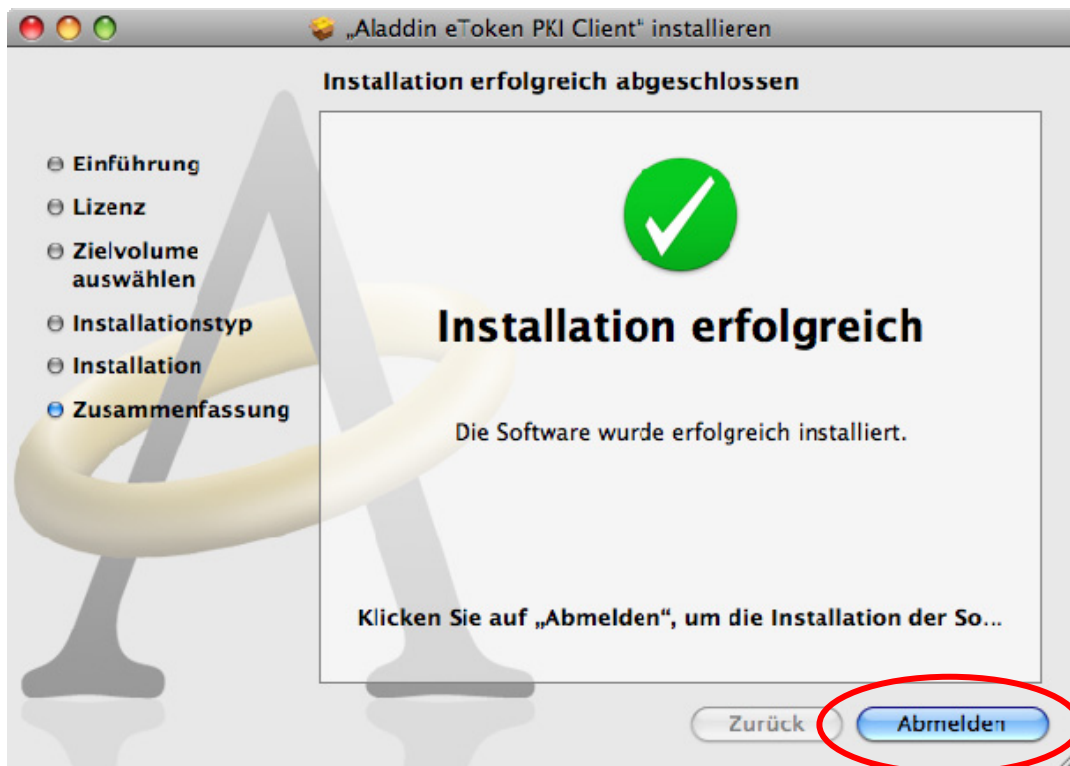 „Aladdin eToken PKI Client“ installieren
Installation erfolgreich abgeschlossen
Einführung
Lizenz
Zielvolume
auswählen
Installationstyp
Installation
Zusammenfassung
Installation erfolgreich
Die Software wurde erfolgreich installiert.
Klicken Sie auf „Abmelden“, um die Installation der So...
Zurück
Abmelden